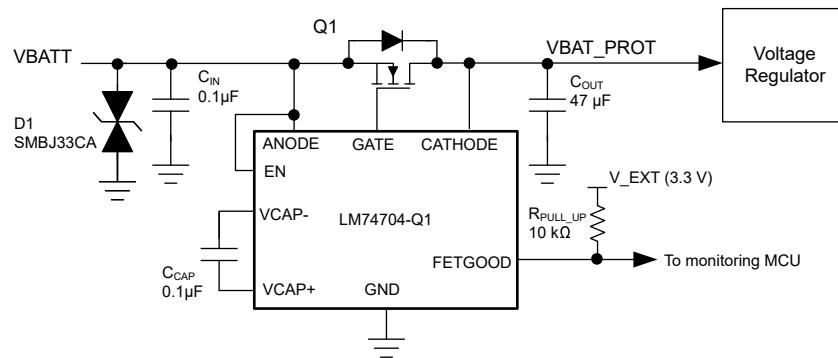 Q1
VBATT
VBAT_PROT
Voltage
Regulator
CIN
0.1µF
COUT
47 µF
D1
SMBJ33CA
ANODE
GATE
CATHODE
EN
V_EXT (3.3 V)
VCAP-
LM74704-Q1
RPULL_UP
10 kΩ
CCAP
0.1µF
FETGOOD
To monitoring MCU
VCAP+
GND